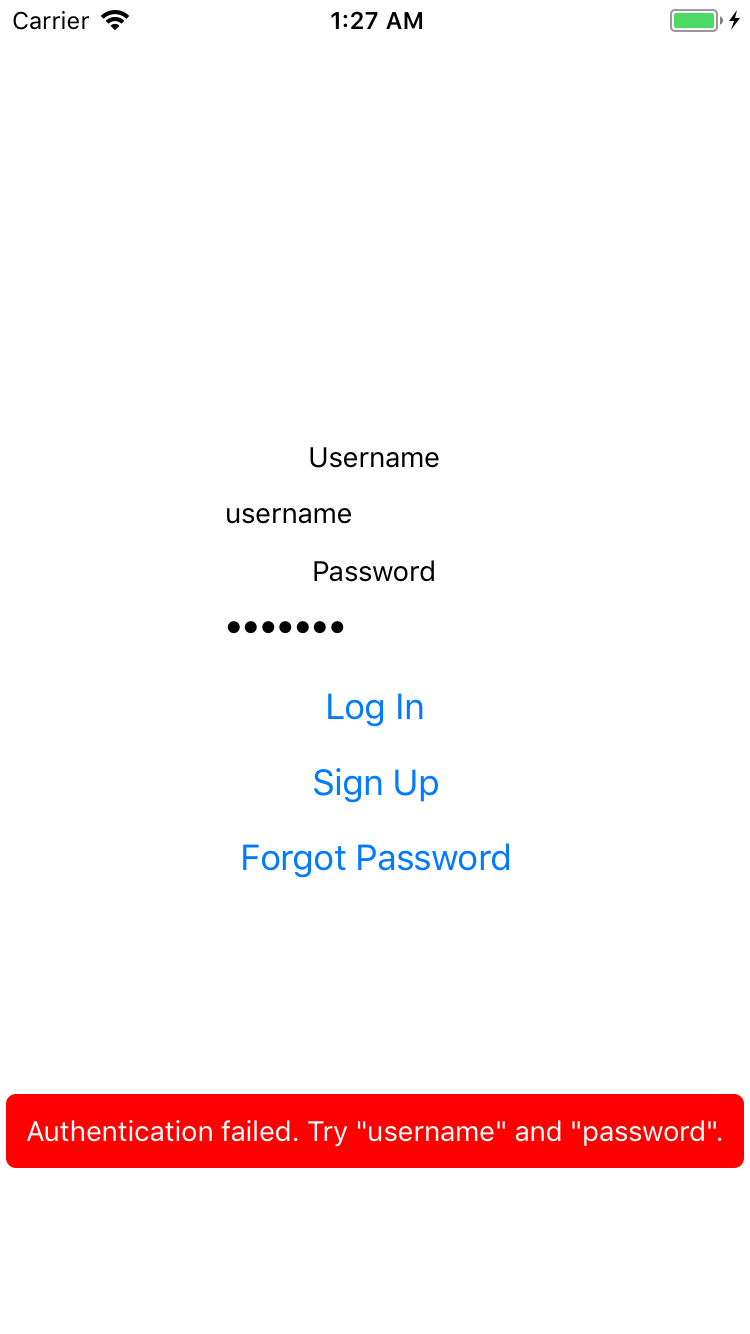 Carrier 1:27 AM
Username
username
Password
•••••••
Log In
Sign Up
Forgot Password
Authentication failed. Try "username" and "password".